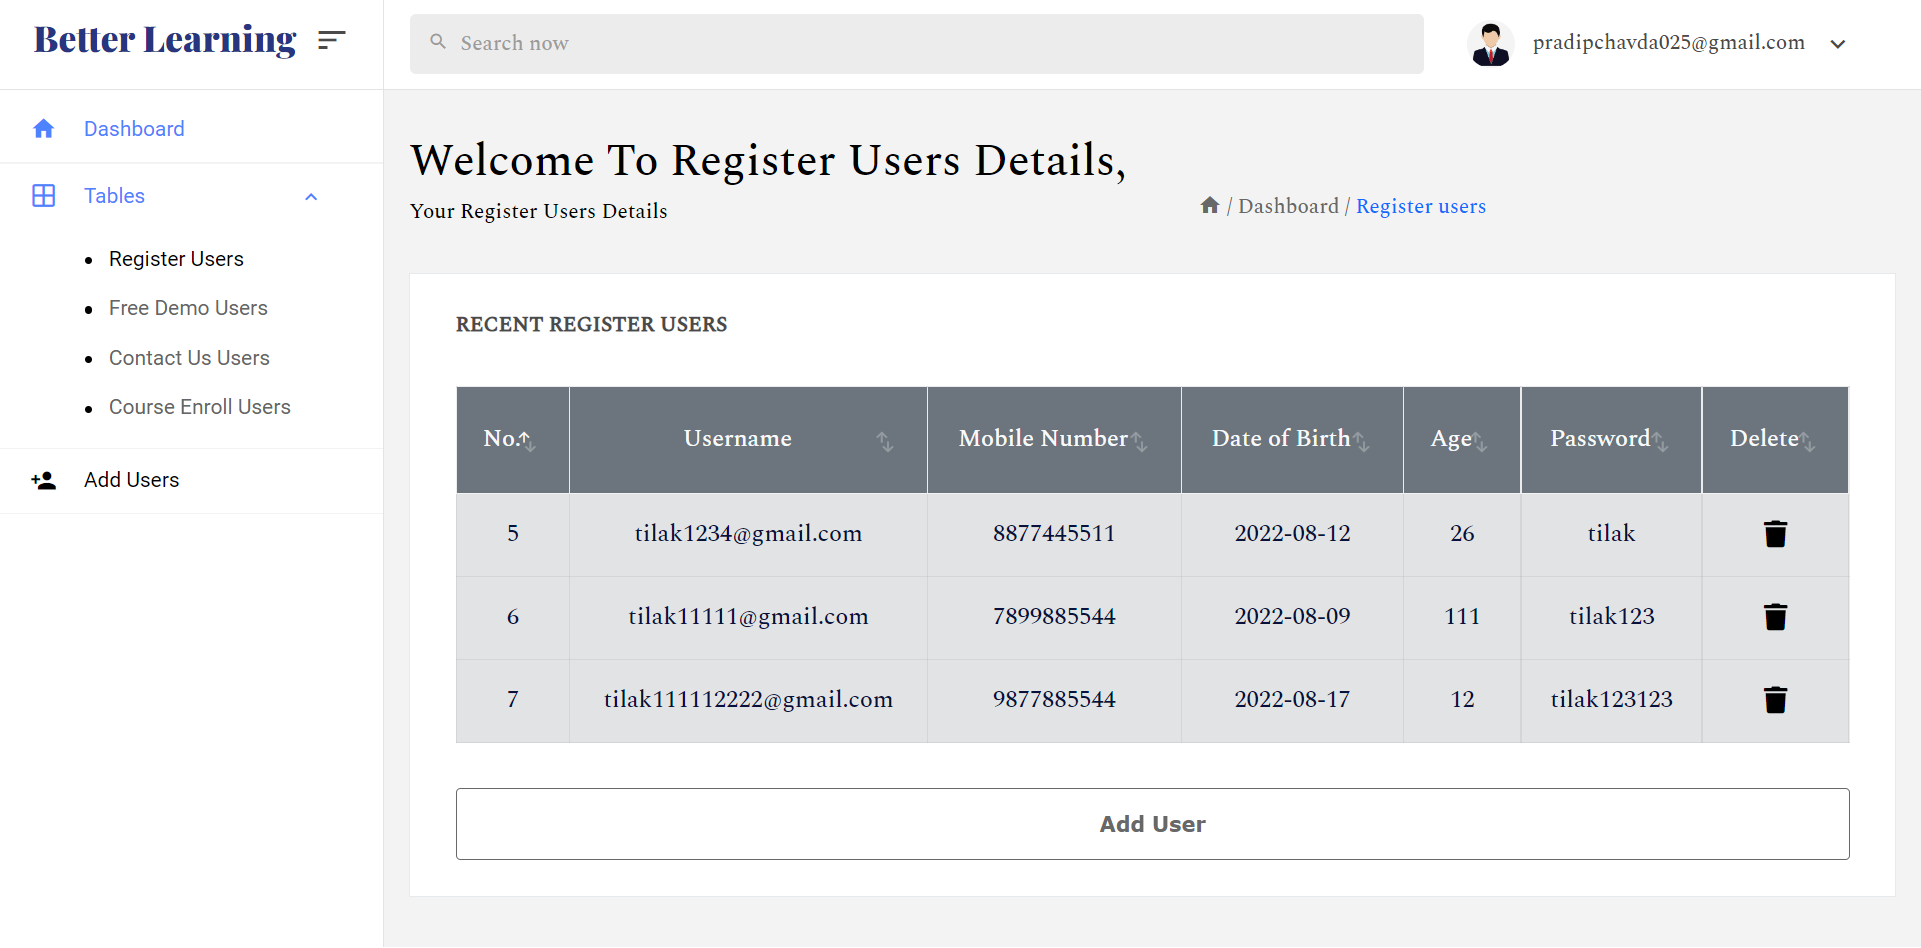 Better Learning
Search now
pradipchavda025@gmail.com
Dashboard
Tables
Register Users
Free Demo Users
Contact Us Users
Course Enroll Users
Add Users
Welcome To Register Users Details,
Your Register Users Details
/ Dashboard / Register users
RECENT REGISTER USERS
No. Username Mobile Number Date of Birth Age Password Delete
5 tilak1234@gmail.com 8877445511 2022-08-12 26 tilak
6 tilak11111@gmail.com 7899885544 2022-08-09 111 tilak123
7 tilak111112222@gmail.com 9877885544 2022-08-17 12 tilak123123
Add User